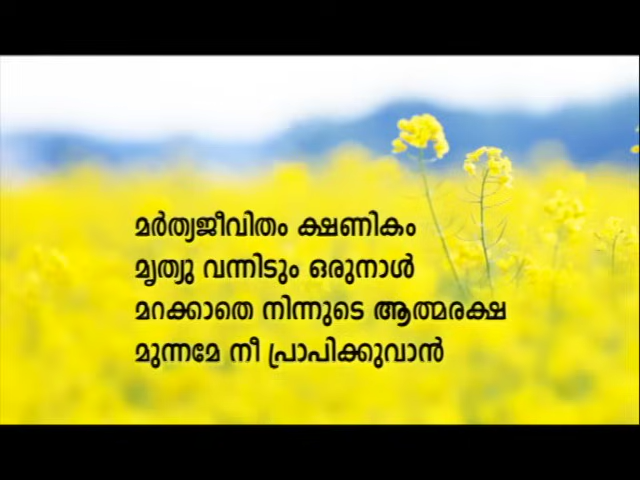 മർത്യജീവിതം ക്ഷണികം
മൃത്യു വന്നിടും ഒരുനാൾ
മറക്കാതെ നിന്നുടെ ആത്മരക്ഷ
മുന്നമേ നീ പ്രാപിക്കുവാൻ